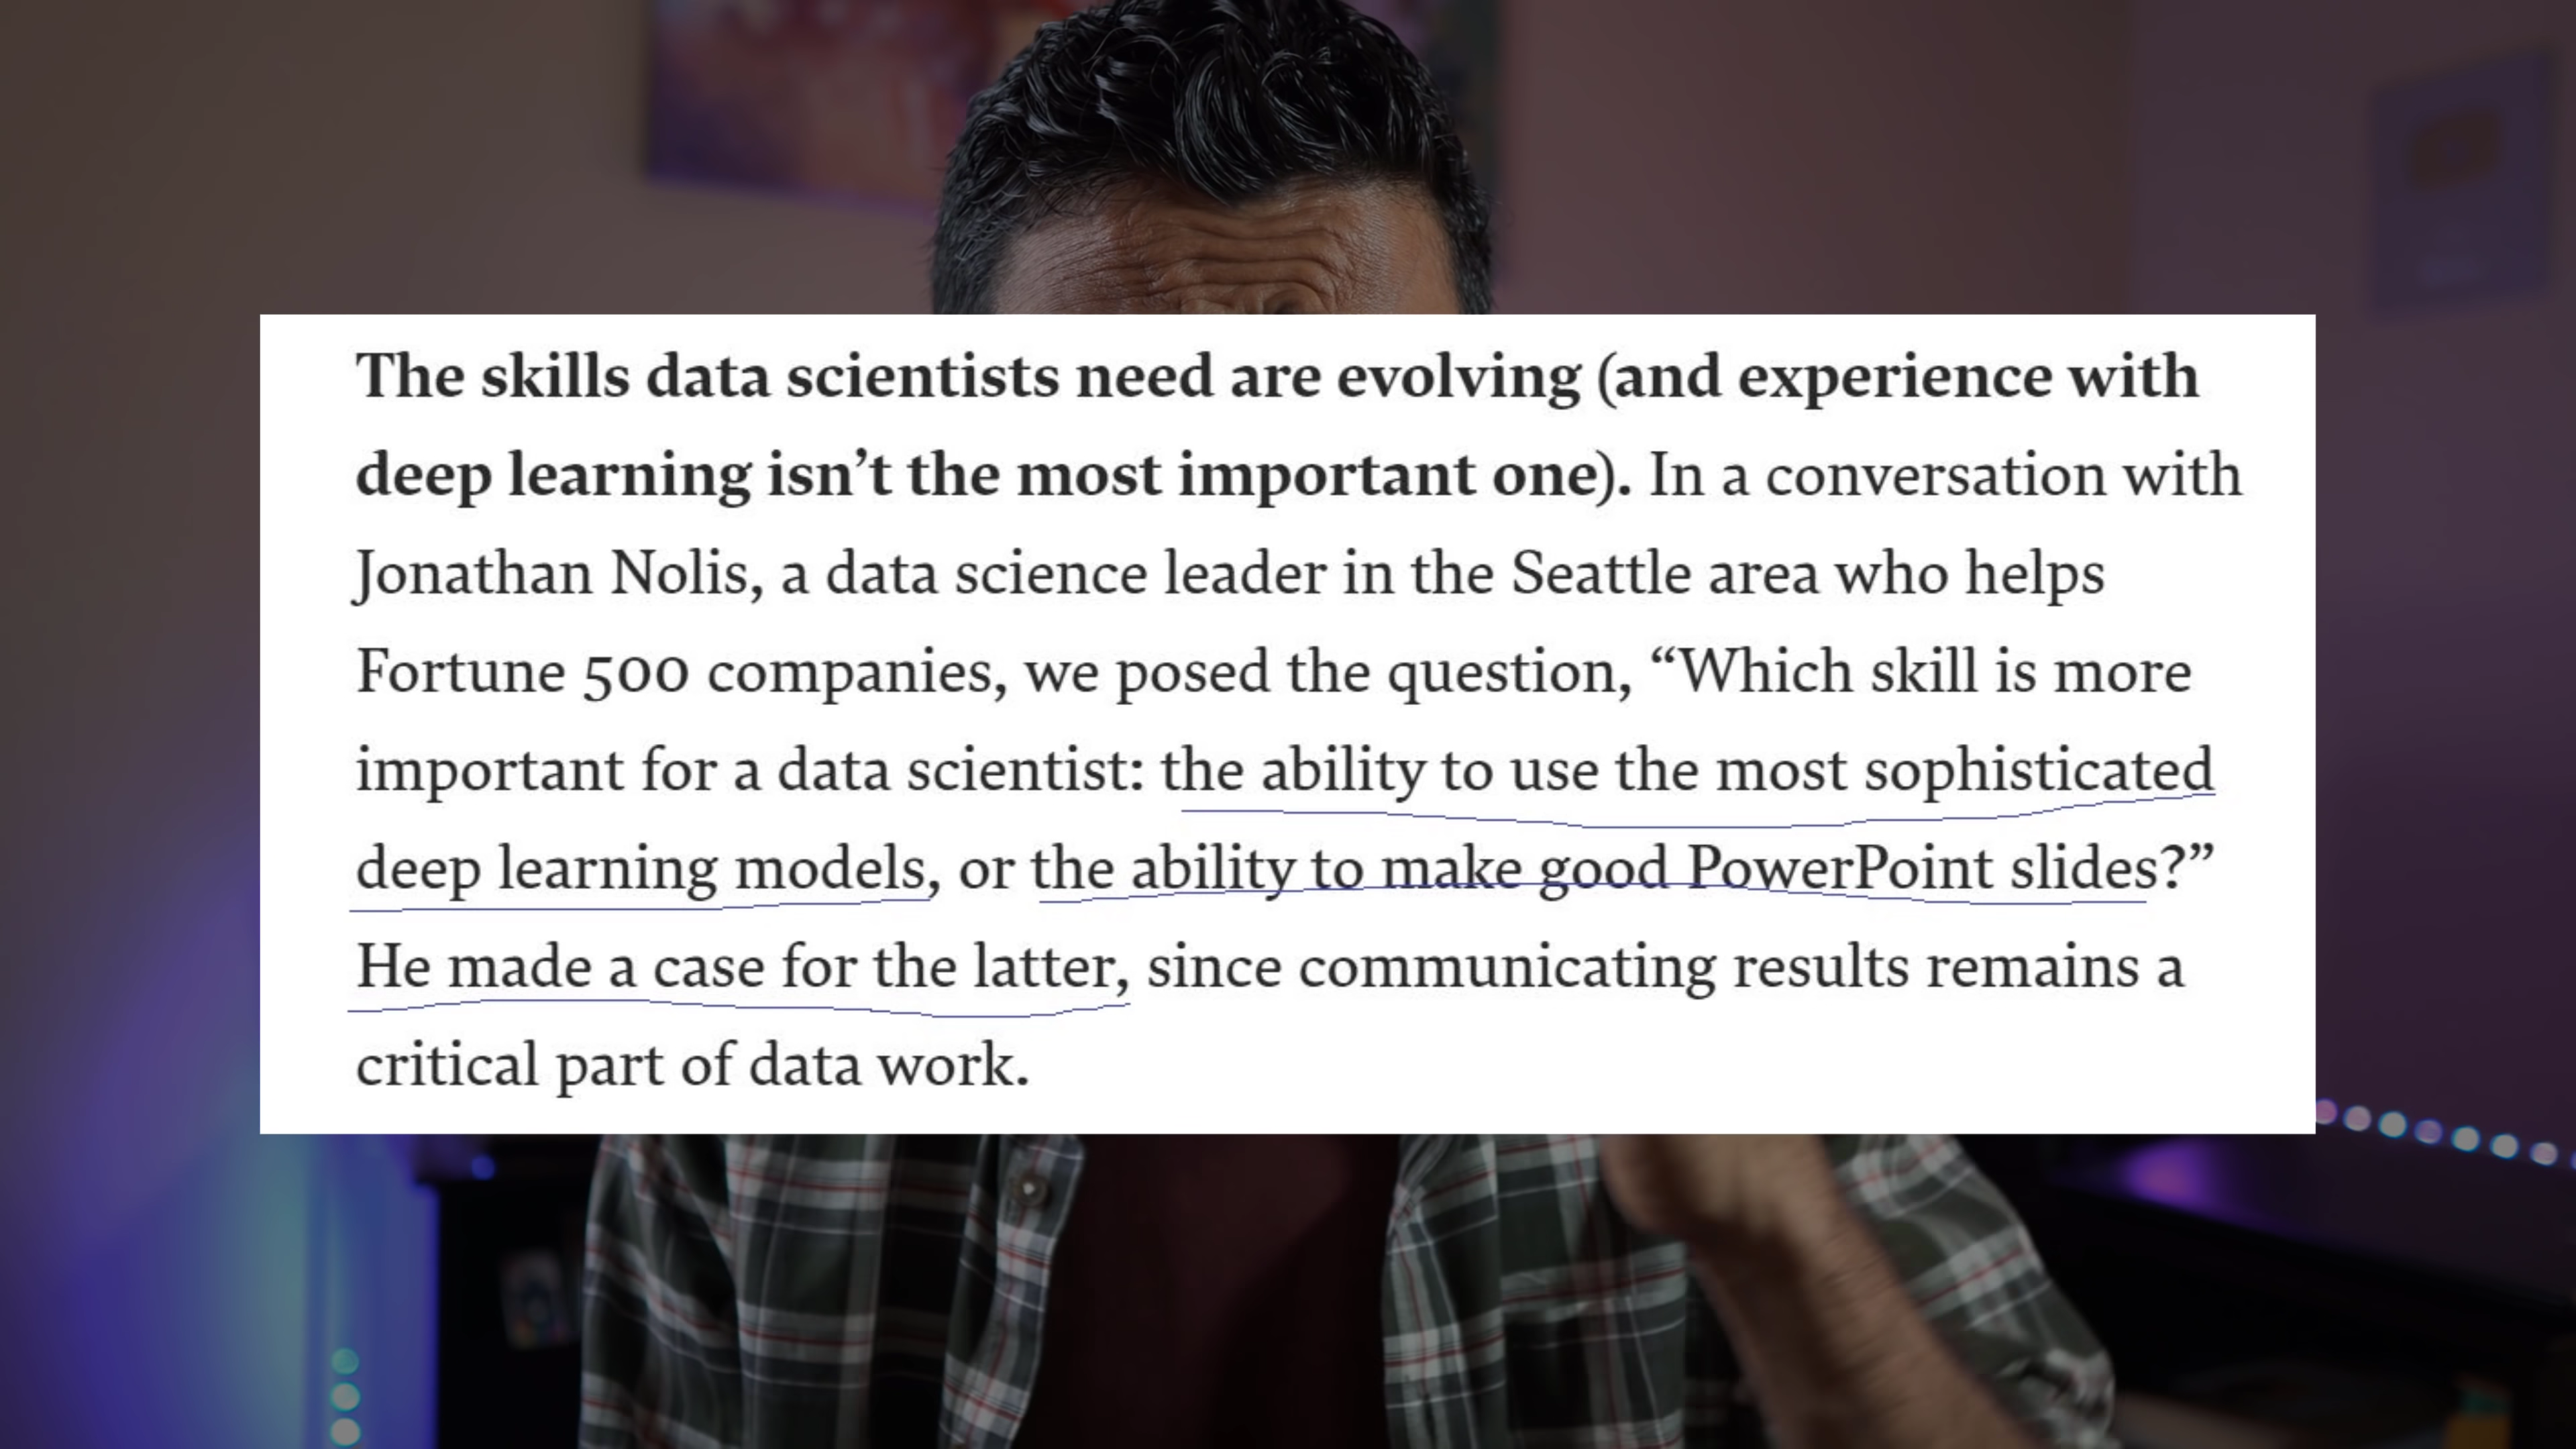 The skills data scientists need are evolving (and experience with
deep learning isn’t the most important one). In a conversation with
Jonathan Nolis, a data science leader in the Seattle area who helps
Fortune 500 companies, we posed the question, “Which skill is more
important for a data scientist: the ability to use the most sophisticated
deep learning models, or the ability to make good PowerPoint slides?”
He made a case for the latter, since communicating results remains a
critical part of data work.